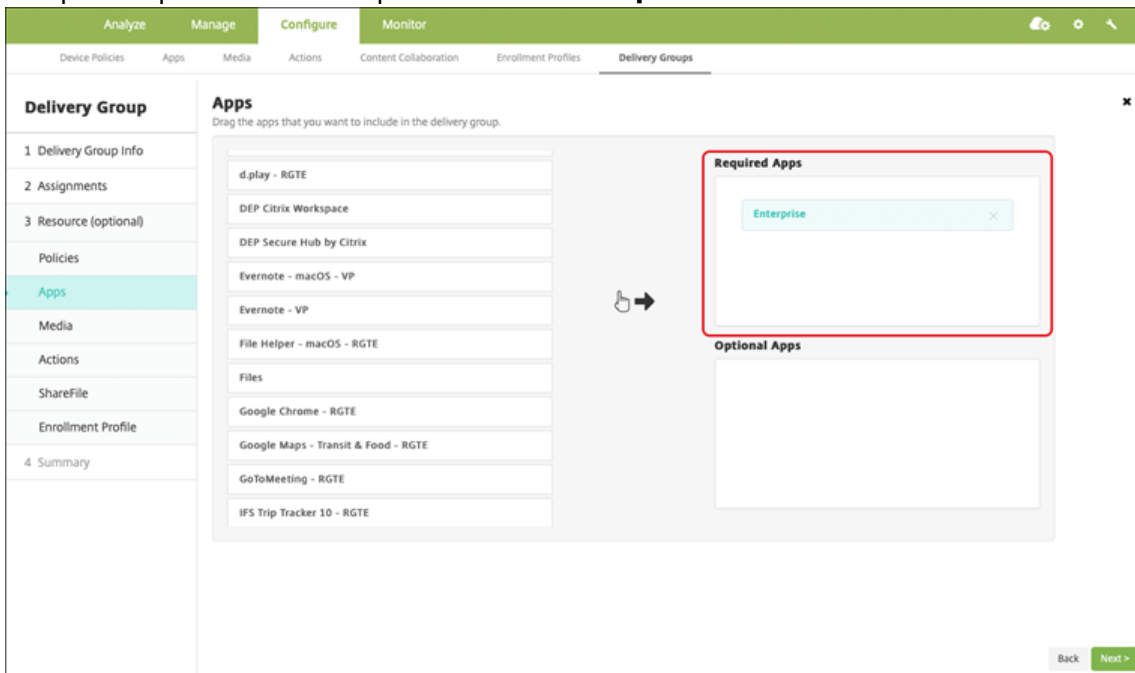 Analyze Manage Configure Monitor
Device Policies Apps Media Actions Content Collaboration Enrollment Profiles Delivery Groups
Delivery Group
1 Delivery Group Info
2 Assignments
3 Resource (optional)
Policies
Apps
Media
Actions
ShareFile
Enrollment Profile
4 Summary
Apps
Drag the apps that you want to include in the delivery group.
d.play - RGTE
DEP Citrix Workspace
DEP Secure Hub by Citrix
Evernote - macOS - VP
Evernote - VP
File Helper - macOS - RGTE
Files
Google Chrome - RGTE
Google Maps - Transit & Food - RGTE
GoToMeeting - RGTE
IFS Trip Tracker 10 - RGTE
Required Apps
Enterprise
Optional Apps
Back Next >